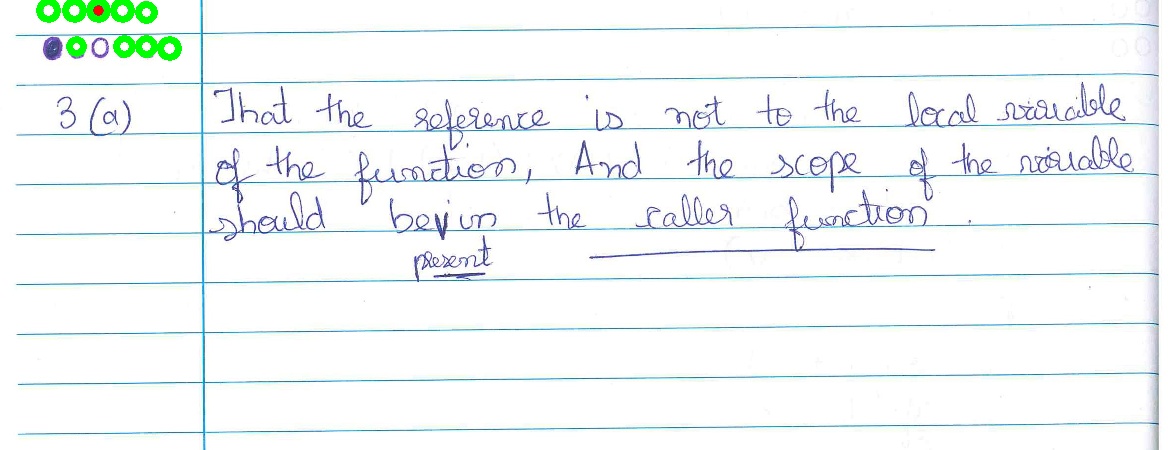 3 (a) That the reference is not to the local variable
of the function, And the scope of the variable
should be present in the caller function.